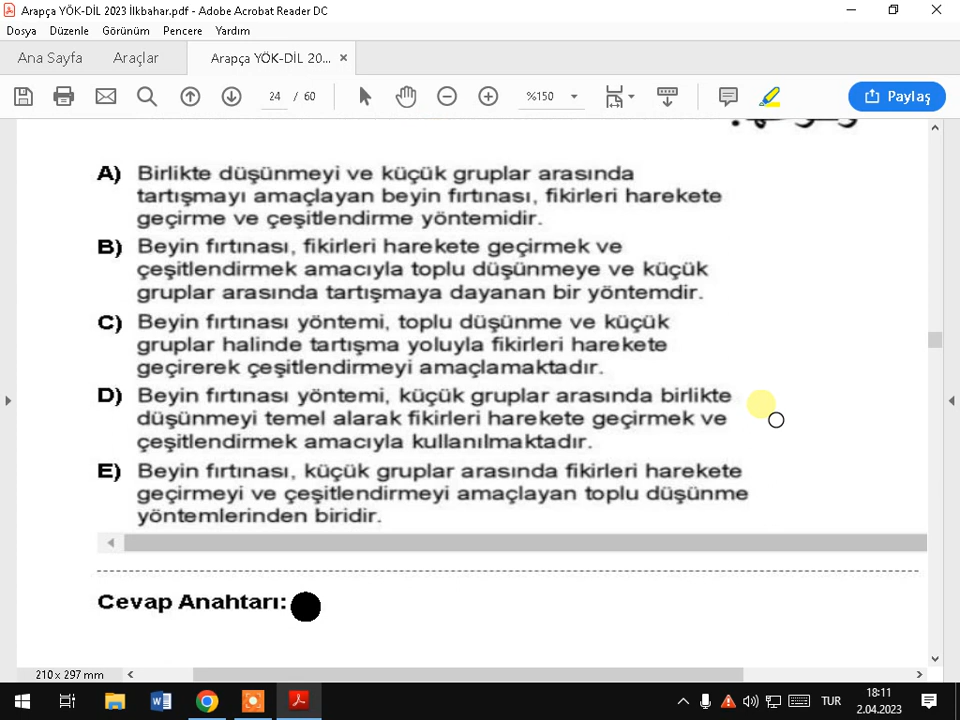 Arapça YÖK-DİL 2023 İlkbahar.pdf - Adobe Acrobat Reader DC
Dosya Düzenle Görünüm Pencere Yardım
Ana Sayfa Araçlar Arapça YÖK-DİL 20... ×
24 / 60 %150 Paylaş
A) Birlikte düşünmeyi ve küçük gruplar arasında
tartışmayı amaçlayan beyin fırtınası, fikirleri harekete
geçirme ve çeşitlendirme yöntemidir.
B) Beyin fırtınası, fikirleri harekete geçirmek ve
çeşitlendirmek amacıyla toplu düşünmeye ve küçük
gruplar arasında tartışmaya dayanan bir yöntemdir.
C) Beyin fırtınası yöntemi, toplu düşünme ve küçük
gruplar halinde tartışma yoluyla fikirleri harekete
geçirerek çeşitlendirmeyi amaçlamaktadır.
D) Beyin fırtınası yöntemi, küçük gruplar arasında birlikte
düşünmeyi temel alarak fikirleri harekete geçirmek ve
çeşitlendirmek amacıyla kullanılmaktadır.
E) Beyin fırtınası, küçük gruplar arasında fikirleri harekete
geçirmeyi ve çeşitlendirmeyi amaçlayan toplu düşünme
yöntemlerinden biridir.
Cevap Anahtarı:
210 x 297 mm
TUR
18:11
2.04.2023